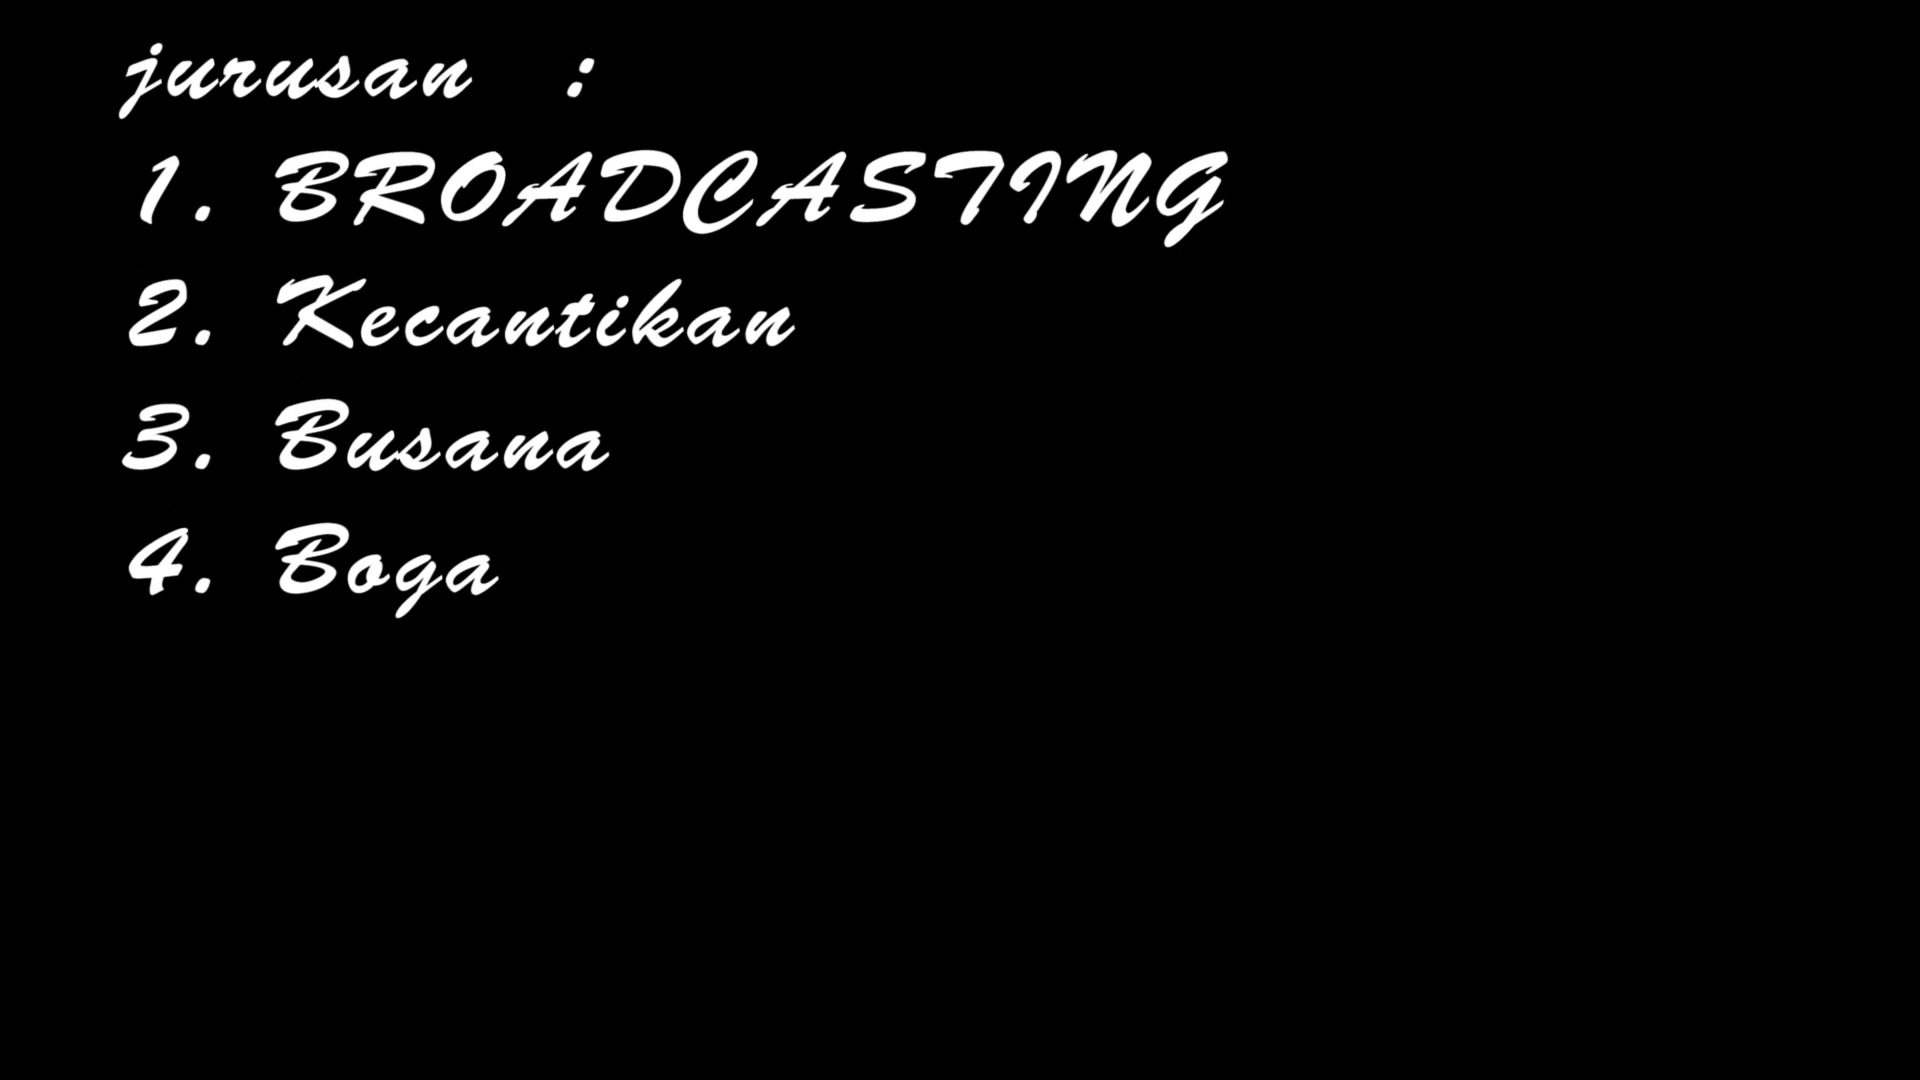 jurusan :
1. BROADCASTING
2. Kecantikan
3. Busana
4. Boga